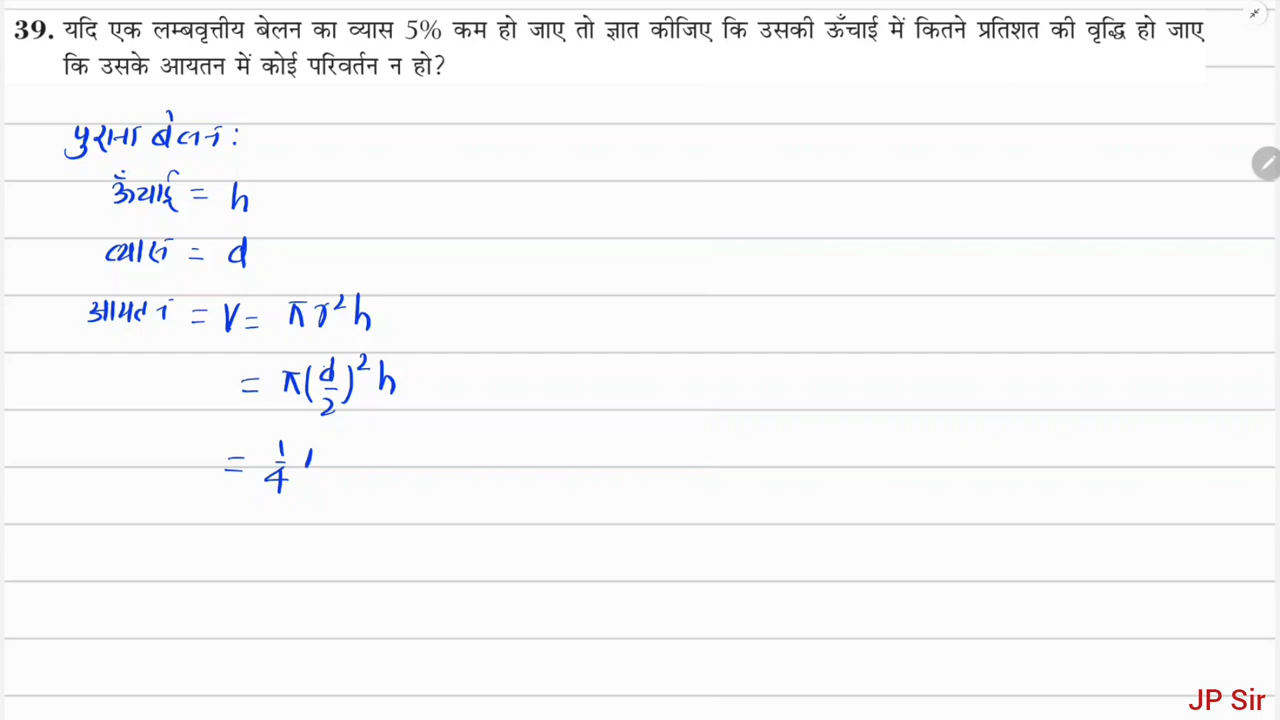 39. यदि एक लम्बवृत्तीय बेलन का व्यास 5% कम हो जाए तो ज्ञात कीजिए कि उसकी ऊँचाई में कितने प्रतिशत की वृद्धि हो जाए
कि उसके आयतन में कोई परिवर्तन न हो?
पुराना बेलन :
ऊँचाई = h
व्यास = d
आयतन = V = πr²h
= π(d/2)²h
= 1/4
JP Sir